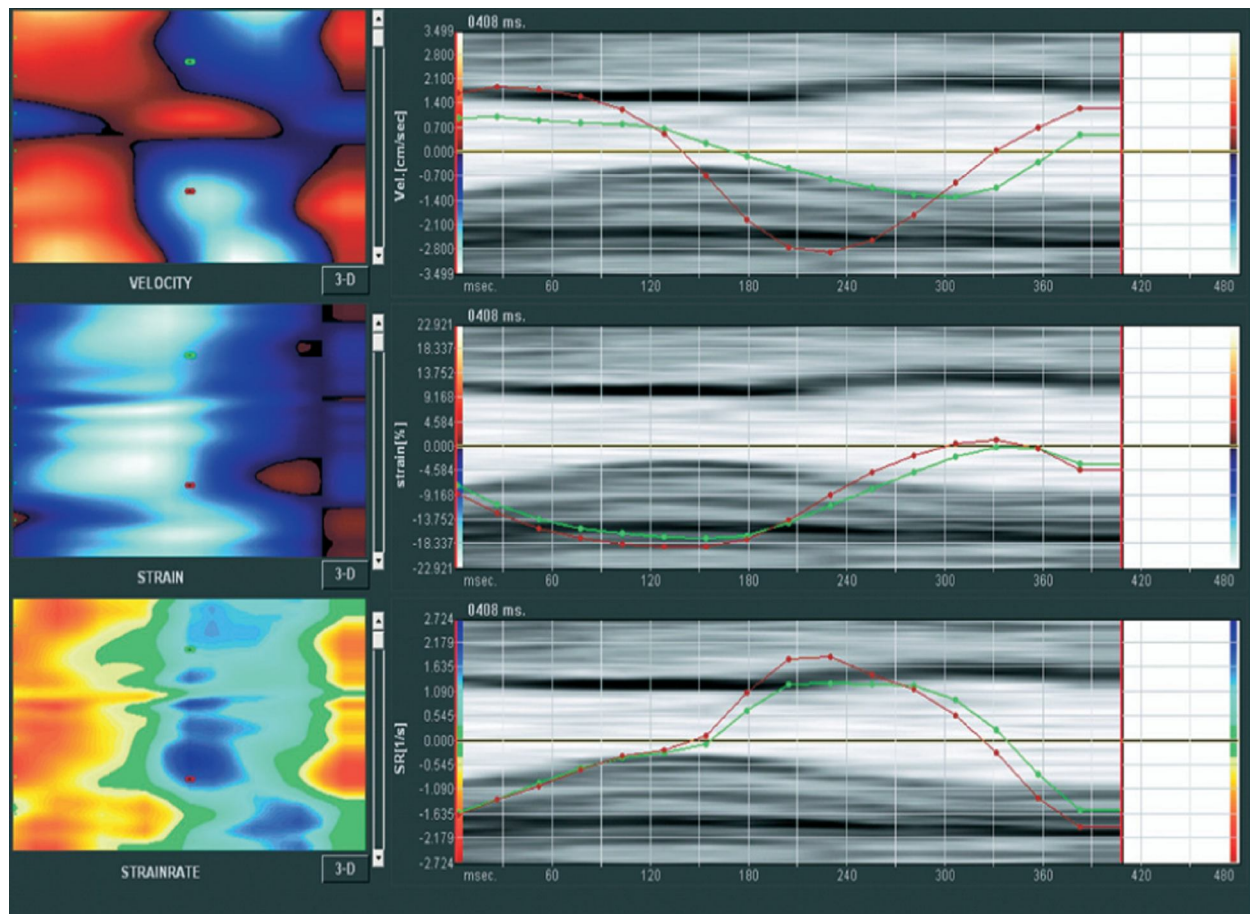 0408 ms.
3.499
2.800
2.100
1.400
0.700
0.000
-0.700
-1.400
-2.100
-2.800
-3.499
Vel.[cm/sec]
msec. 60 120 180 240 300 360 420 480
VELOCITY
3-D
0408 ms.
22.921
18.337
13.752
9.168
4.584
0.000
-4.584
-9.168
-13.752
-18.337
-22.921
strain[%]
msec. 60 120 180 240 300 360 420 480
STRAIN
3-D
0408 ms.
2.724
2.179
1.635
1.090
0.545
0.000
-0.545
-1.090
-1.635
-2.179
-2.724
SR[1/s]
msec. 60 120 180 240 300 360 420 480
STRAINRATE
3-D